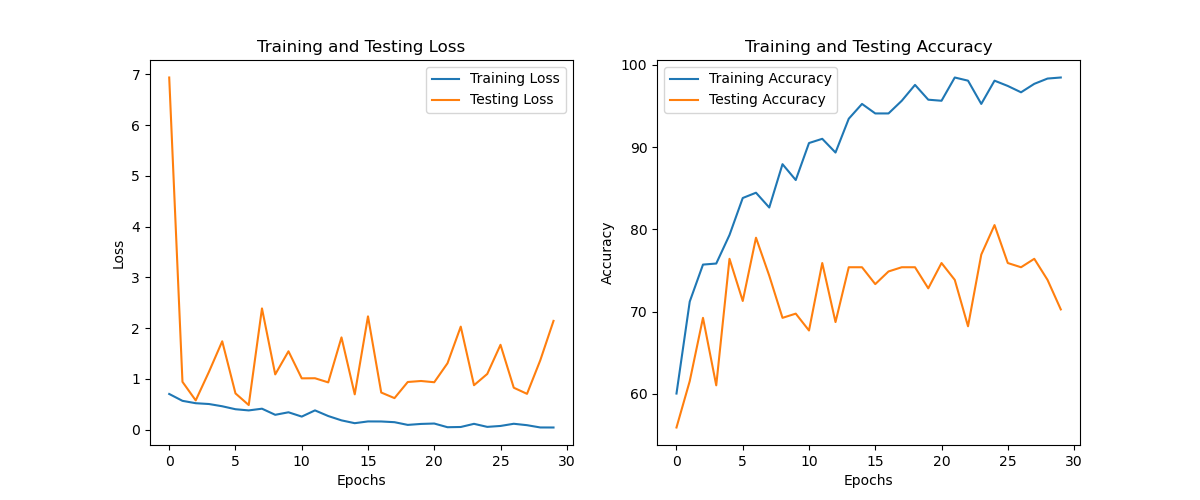 Training and Testing Loss
Training Loss
Testing Loss
7
6
5
4
3
2
1
0
Loss
0 5 10 15 20 25 30
Epochs
Training and Testing Accuracy
Training Accuracy
Testing Accuracy
100
90
80
70
60
Accuracy
0 5 10 15 20 25 30
Epochs